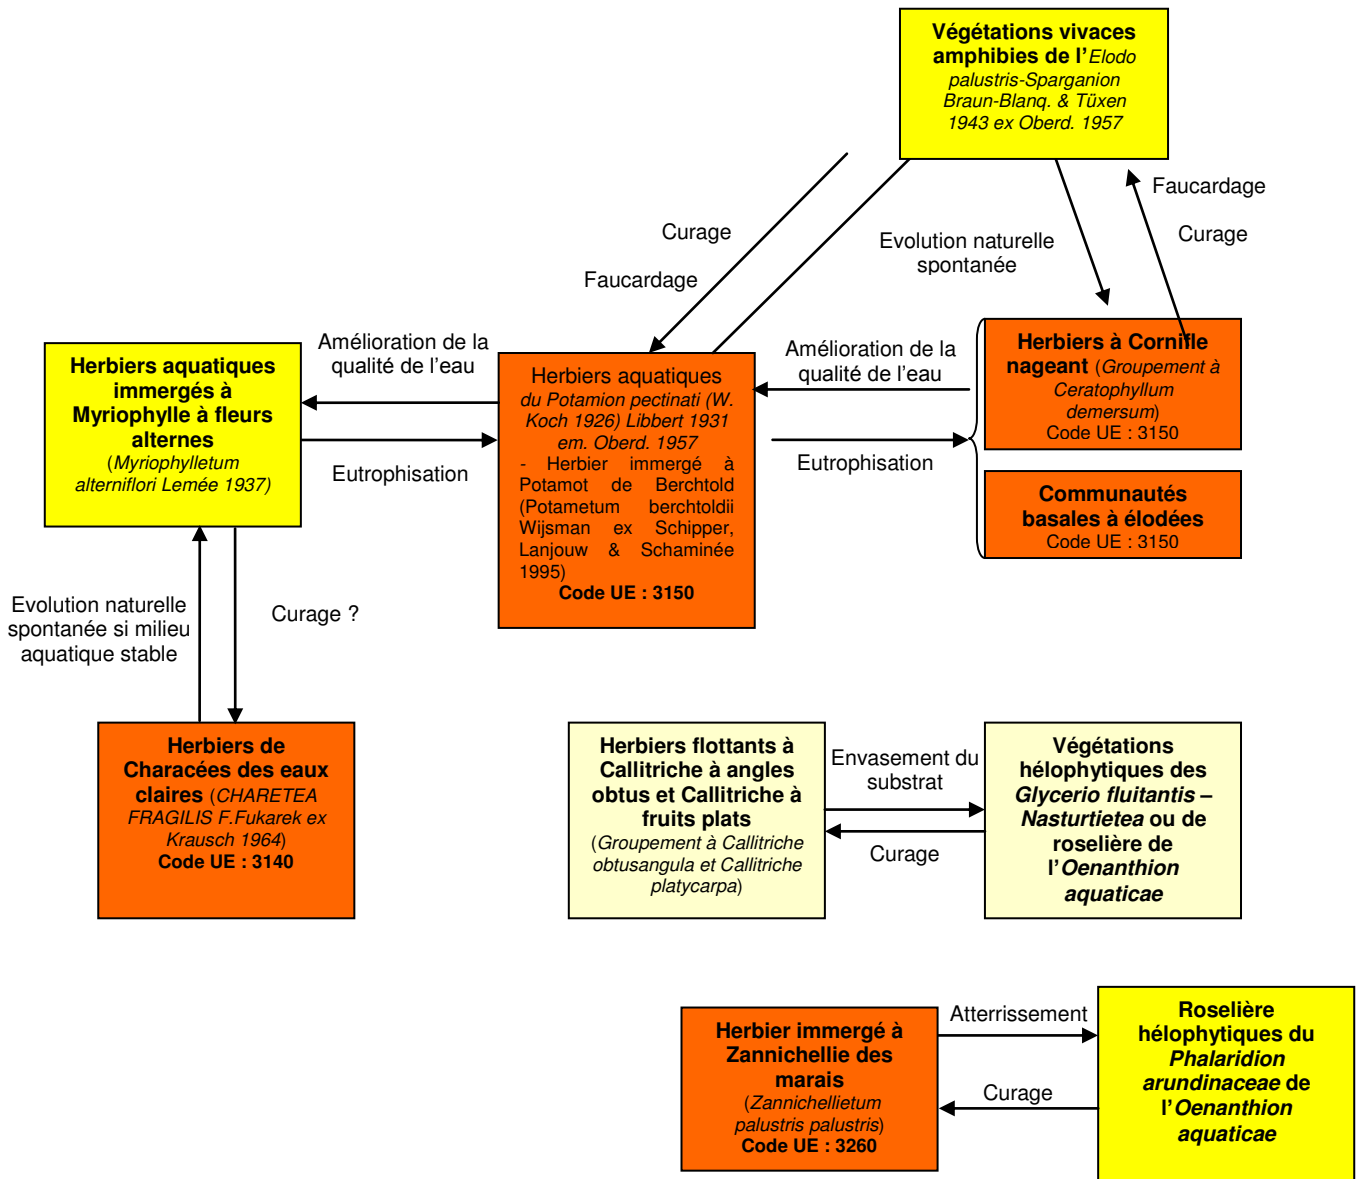 Végétations vivaces
amphibies de l’Elodo
palustris-Sparganion
Braun-Blanq. & Tüxen
1943 ex Oberd. 1957
Curage
Faucardage
Evolution naturelle
spontanée
Faucardage
Curage
Herbiers aquatiques
immergés à
Myriophylle à fleurs
alternes
(Myriophylletum
alterniflori Lemée 1937)
Amélioration de la
qualité de l’eau
Eutrophisation
Herbiers aquatiques
du Potamion pectinati (W.
Koch 1926) Libbert 1931
em. Oberd. 1957
- Herbier immergé à
Potamot de Berchtold
(Potametum berchtoldii
Wijsman ex Schipper,
Lanjouw & Schaminée
1995)
Code UE : 3150
Amélioration de la
qualité de l’eau
Eutrophisation
Herbiers à Cornifle
nageant (Groupement à
Ceratophyllum
demersum)
Code UE : 3150
Communautés
basales à élodées
Code UE : 3150
Evolution naturelle
spontanée si milieu
aquatique stable
Curage ?
Herbiers de
Characées des eaux
claires (CHARETEA
FRAGILIS F.Fukarek ex
Krausch 1964)
Code UE : 3140
Herbiers flottants à
Callitriche à angles
obtus et Callitriche à
fruits plats
(Groupement à Callitriche
obtusangula et Callitriche
platycarpa)
Envasement du
substrat
Curage
Végétations
hélophytiques des
Glycerio fluitantis –
Nasturtietea ou de
roselière de
l’Oenanthion
aquaticae
Herbier immergé à
Zannichellie des
marais
(Zannichellietum
palustris palustris)
Code UE : 3260
Atterrissement
Curage
Roselière
hélophytiques du
Phalaridion
arundinaceae de
l’Oenanthion
aquaticae